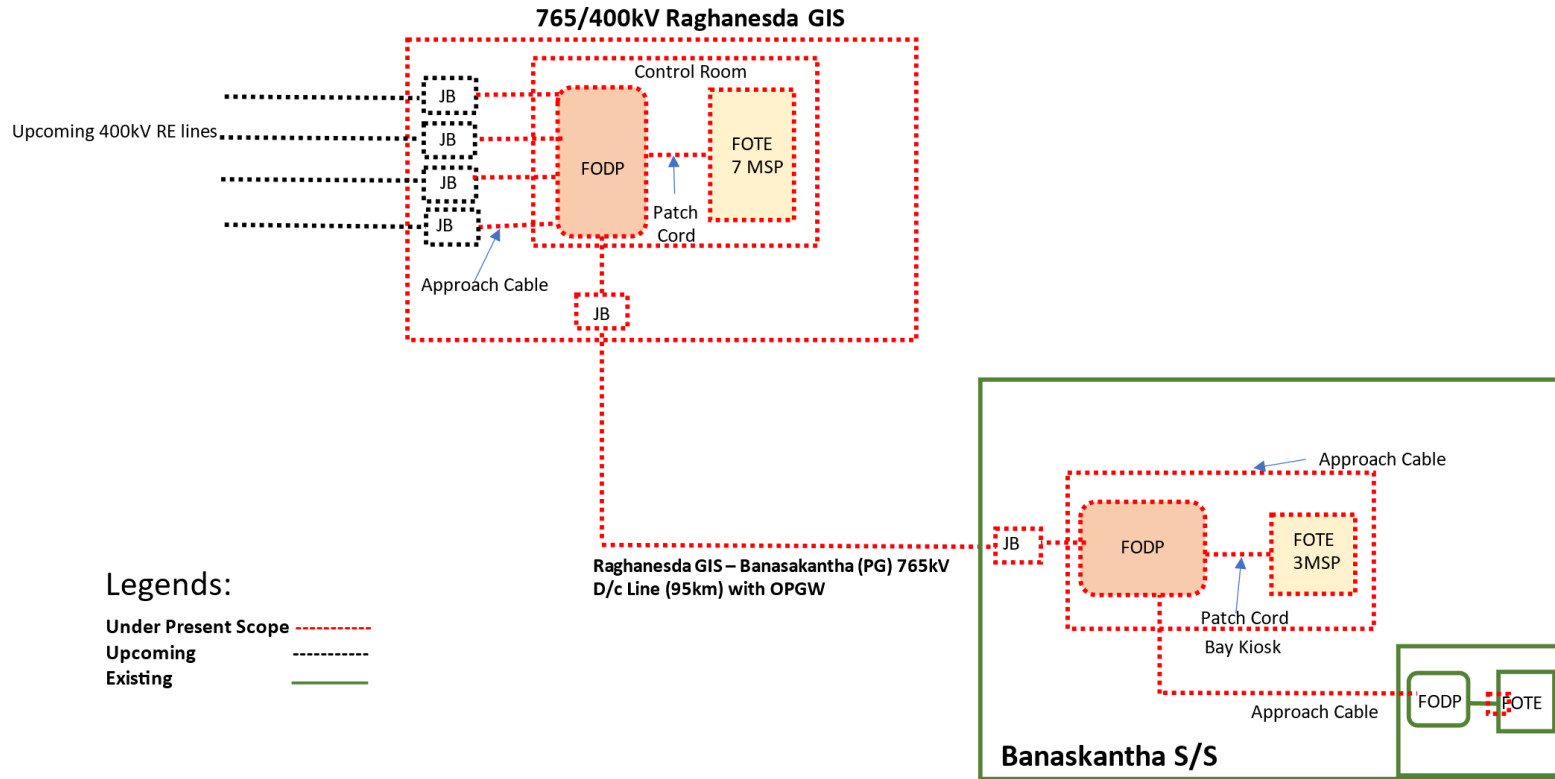 765/400kV Raghanesda GIS
Control Room
JB
Upcoming 400kV RE lines
JB
JB
JB
FODP
FOTE
7 MSP
Patch
Cord
Approach Cable
JB
Approach Cable
JB
FODP
FOTE
3MSP
Raghanesda GIS – Banasakantha (PG) 765kV
D/c Line (95km) with OPGW
Patch Cord
Bay Kiosk
Legends:
Under Present Scope
Upcoming
Existing
FODP
FOTE
Approach Cable
Banaskantha S/S